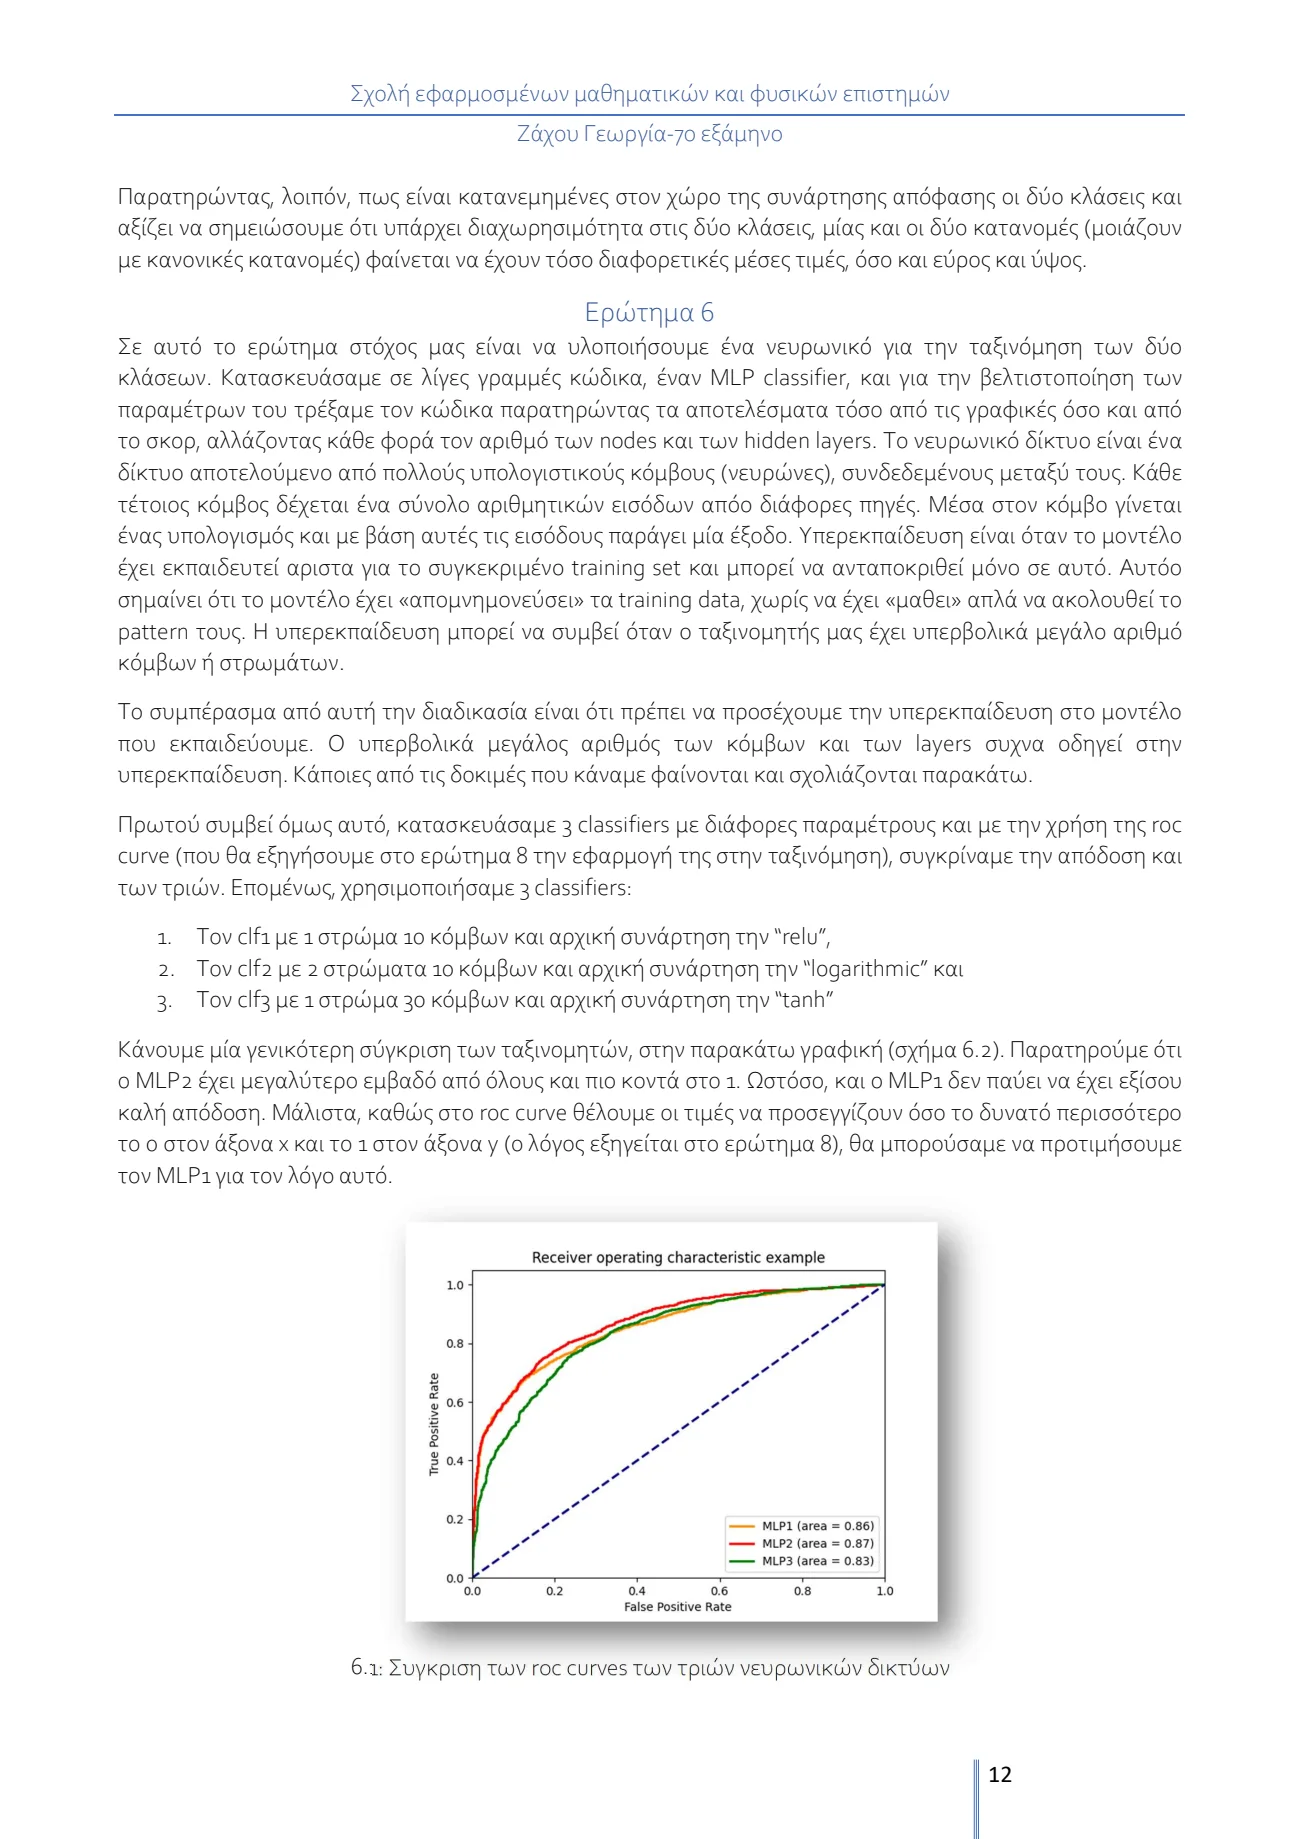 Σχολή εφαρμοσμένων μαθηματικών και φυσικών επιστημών
Ζάχου Γεωργία-7ο εξάμηνο
Παρατηρώντας, λοιπόν, πως είναι κατανεμημένες στον χώρο της συνάρτησης απόφασης οι δύο κλάσεις και
αξίζει να σημειώσουμε ότι υπάρχει διαχωρησιμότητα στις δύο κλάσεις, μίας και οι δύο κατανομές (μοιάζουν
με κανονικές κατανομές) φαίνεται να έχουν τόσο διαφορετικές μέσες τιμές, όσο και εύρος και ύψος.
Ερώτημα 6
Σε αυτό το ερώτημα στόχος μας είναι να υλοποιήσουμε ένα νευρωνικό για την ταξινόμηση των δύο
κλάσεων. Κατασκευάσαμε σε λίγες γραμμές κώδικα, έναν MLP classifier, και για την βελτιστοποίηση των
παραμέτρων του τρέξαμε τον κώδικα παρατηρώντας τα αποτελέσματα τόσο από τις γραφικές όσο και από
το σκορ, αλλάζοντας κάθε φορά τον αριθμό των nodes και των hidden layers. Το νευρωνικό δίκτυο είναι ένα
δίκτυο αποτελούμενο από πολλούς υπολογιστικούς κόμβους (νευρώνες), συνδεδεμένους μεταξύ τους. Κάθε
τέτοιος κόμβος δέχεται ένα σύνολο αριθμητικών εισόδων απόο διάφορες πηγές. Μέσα στον κόμβο γίνεται
ένας υπολογισμός και με βάση αυτές τις εισόδους παράγει μία έξοδο. Υπερεκπαίδευση είναι όταν το μοντέλο
έχει εκπαιδευτεί αριστα για το συγκεκριμένο training set και μπορεί να ανταποκριθεί μόνο σε αυτό. Αυτόο
σημαίνει ότι το μοντέλο έχει «απομνημονεύσει» τα training data, χωρίς να έχει «μαθει» απλά να ακολουθεί το
pattern τους. Η υπερεκπαίδευση μπορεί να συμβεί όταν ο ταξινομητής μας έχει υπερβολικά μεγάλο αριθμό
κόμβων ή στρωμάτων.
Το συμπέρασμα από αυτή την διαδικασία είναι ότι πρέπει να προσέχουμε την υπερεκπαίδευση στο μοντέλο
που εκπαιδεύουμε. Ο υπερβολικά μεγάλος αριθμός των κόμβων και των layers συχνα οδηγεί στην
υπερεκπαίδευση. Κάποιες από τις δοκιμές που κάναμε φαίνονται και σχολιάζονται παρακάτω.
Πρωτού συμβεί όμως αυτό, κατασκευάσαμε 3 classifiers με διάφορες παραμέτρους και με την χρήση της roc
curve (που θα εξηγήσουμε στο ερώτημα 8 την εφαρμογή της στην ταξινόμηση), συγκρίναμε την απόδοση και
των τριών. Επομένως, χρησιμοποιήσαμε 3 classifiers:
1. Τον clf1 με 1 στρώμα 10 κόμβων και αρχική συνάρτηση την “relu”,
2. Τον clf2 με 2 στρώματα 10 κόμβων και αρχική συνάρτηση την “logarithmic” και
3. Τον clf3 με 1 στρώμα 30 κόμβων και αρχική συνάρτηση την “tanh”
Κάνουμε μία γενικότερη σύγκριση των ταξινομητών, στην παρακάτω γραφική (σχήμα 6.2). Παρατηρούμε ότι
ο MLP2 έχει μεγαλύτερο εμβαδό από όλους και πιο κοντά στο 1. Ωστόσο, και ο MLP1 δεν παύει να έχει εξίσου
καλή απόδοση. Μάλιστα, καθώς στο roc curve θέλουμε οι τιμές να προσεγγίζουν όσο το δυνατό περισσότερο
το 0 στον άξονα x και το 1 στον άξονα y (ο λόγος εξηγείται στο ερώτημα 8), θα μπορούσαμε να προτιμήσουμε
τον MLP1 για τον λόγο αυτό.
Receiver operating characteristic example
1.0
0.8
0.6
0.4
0.2
0.0
True Positive Rate
MLP1 (area = 0.86)
MLP2 (area = 0.87)
MLP3 (area = 0.83)
0.0 0.2 0.4 0.6 0.8 1.0
False Positive Rate
6.1: Συγκριση των roc curves των τριών νευρωνικών δικτύων
12